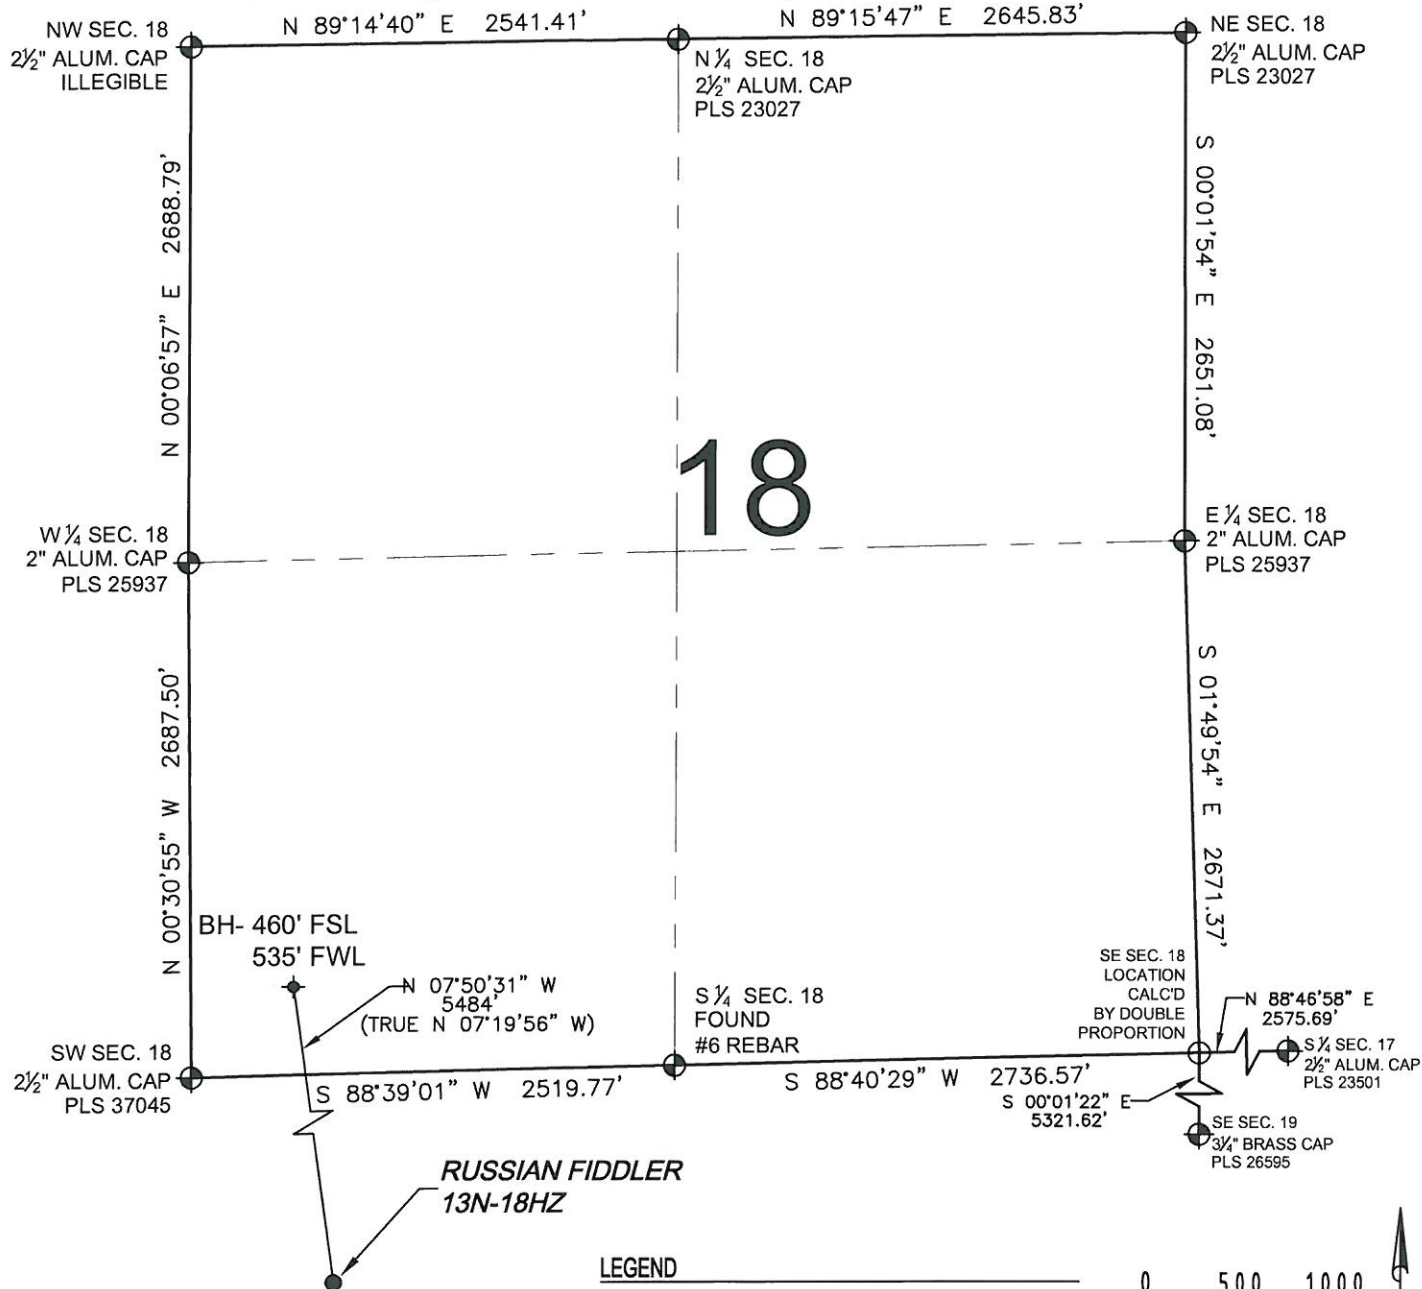 N 89°14'40" E 2541.41'
N 89°15'47" E 2645.83'
NW SEC. 18
2½" ALUM. CAP
ILLEGIBLE
N ¼ SEC. 18
2½" ALUM. CAP
PLS 23027
NE SEC. 18
2½" ALUM. CAP
PLS 23027
N 00°06'57" E 2688.79'
S 00°01'54" E 2651.08'
18
W ¼ SEC. 18
2" ALUM. CAP
PLS 25937
E ¼ SEC. 18
2" ALUM. CAP
PLS 25937
N 00°30'55" W 2687.50'
S 01°49'54" E 2671.37'
BH- 460' FSL
535' FWL
N 07°50'31" W
5484'
(TRUE N 07°19'56" W)
SW SEC. 18
2½" ALUM. CAP
PLS 37045
S ¼ SEC. 18
FOUND
#6 REBAR
SE SEC. 18
LOCATION
CALC'D
BY DOUBLE
PROPORTION
N 88°46'58" E
2575.69'
S ¼ SEC. 17
2½" ALUM. CAP
PLS 23501
S 88°39'01" W 2519.77'
S 88°40'29" W 2736.57'
S 00°01'22" E
5321.62'
SE SEC. 19
3¼" BRASS CAP
PLS 26595
RUSSIAN FIDDLER
13N-18HZ
LEGEND
0 500 1000